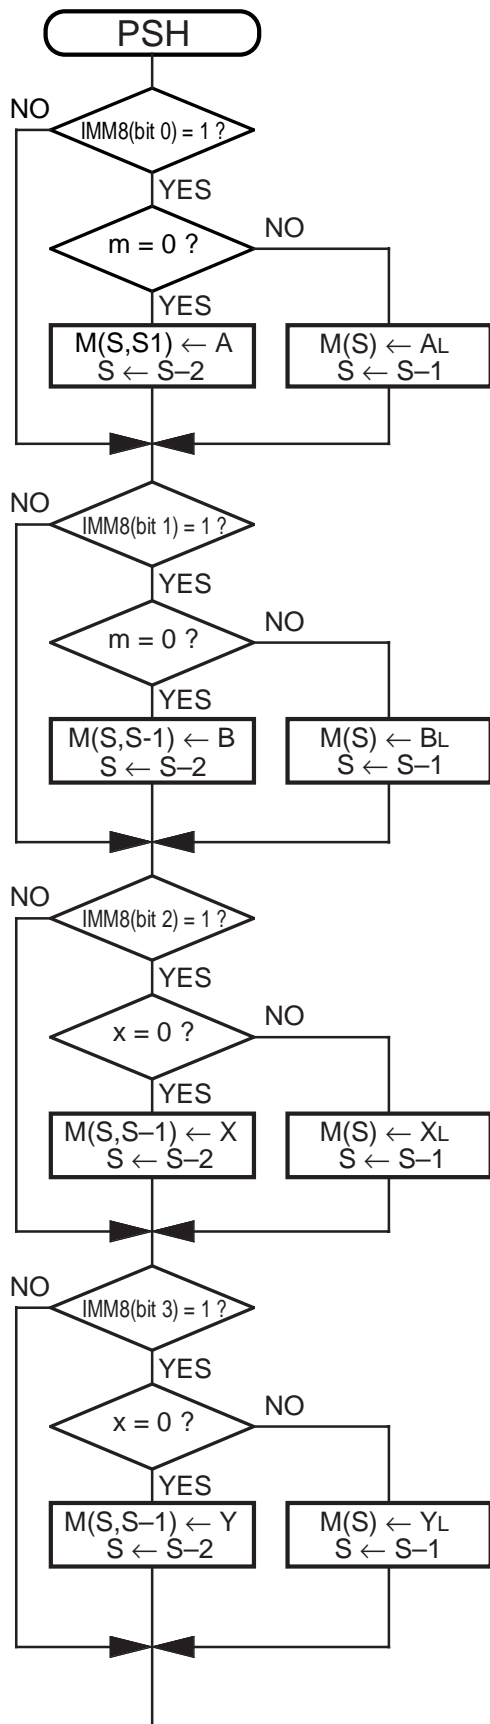 PSH
NO
IMM8(bit 0) = 1 ?
YES
m = 0 ?
NO
YES
M(S,S1) ← A
S ← S–2
M(S) ← AL
S ← S–1
NO
IMM8(bit 1) = 1 ?
YES
m = 0 ?
NO
YES
M(S,S-1) ← B
S ← S–2
M(S) ← BL
S ← S–1
NO
IMM8(bit 2) = 1 ?
YES
x = 0 ?
NO
YES
M(S,S–1) ← X
S ← S–2
M(S) ← XL
S ← S–1
NO
IMM8(bit 3) = 1 ?
YES
x = 0 ?
NO
YES
M(S,S–1) ← Y
S ← S–2
M(S) ← YL
S ← S–1